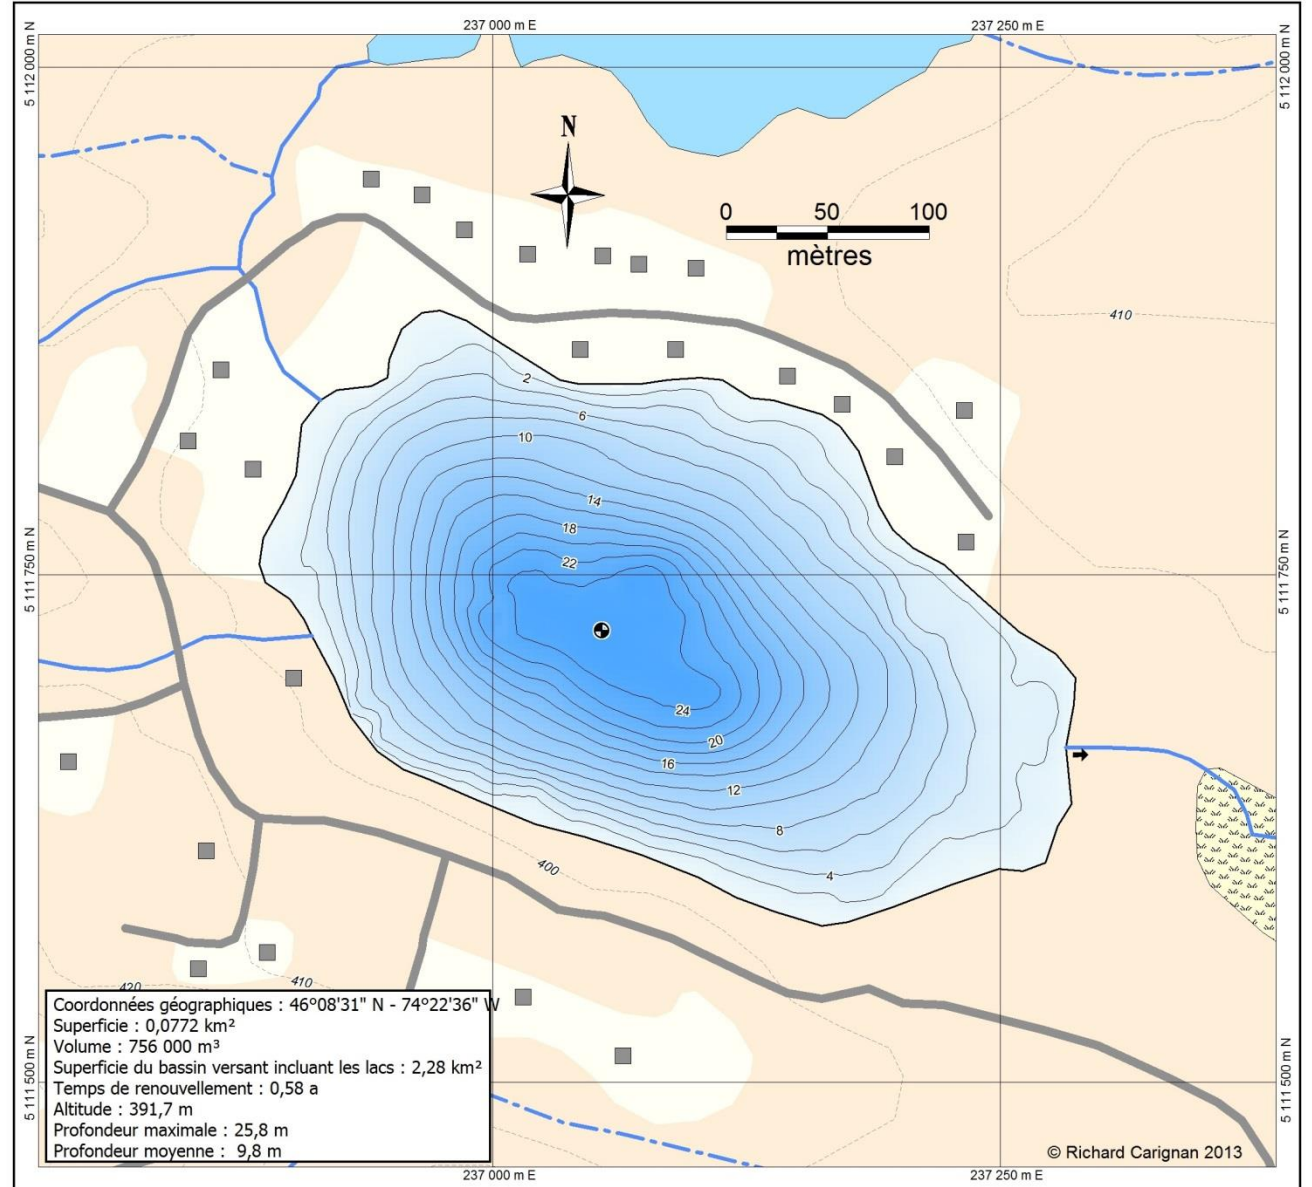 237 000 m E
237 250 m E
5 112 000 m N
5 112 000 m N
N
0 50 100
mètres
410
2
6
10
14
18
22
5 111 750 m N
5 111 750 m N
24
20
16
12
8
4
400
410
420
Coordonnées géographiques : 46°08'31" N - 74°22'36" W
Superficie : 0,0772 km²
Volume : 756 000 m³
Superficie du bassin versant incluant les lacs : 2,28 km²
Temps de renouvellement : 0,58 a
Altitude : 391,7 m
Profondeur maximale : 25,8 m
Profondeur moyenne : 9,8 m
5 111 500 m N
5 111 500 m N
© Richard Carignan 2013
237 000 m E
237 250 m E